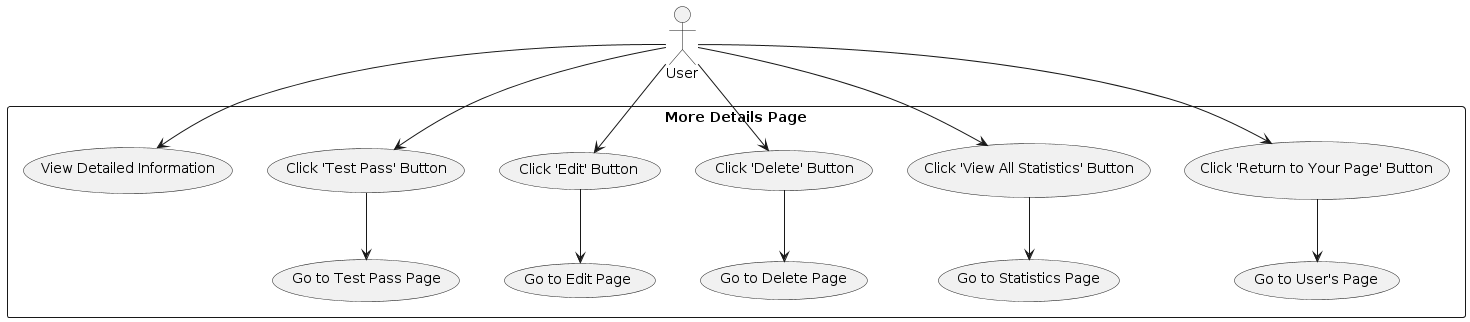 User
More Details Page
View Detailed Information
Click 'Test Pass' Button
Click 'Edit' Button
Click 'Delete' Button
Click 'View All Statistics' Button
Click 'Return to Your Page' Button
Go to Test Pass Page
Go to Edit Page
Go to Delete Page
Go to Statistics Page
Go to User's Page